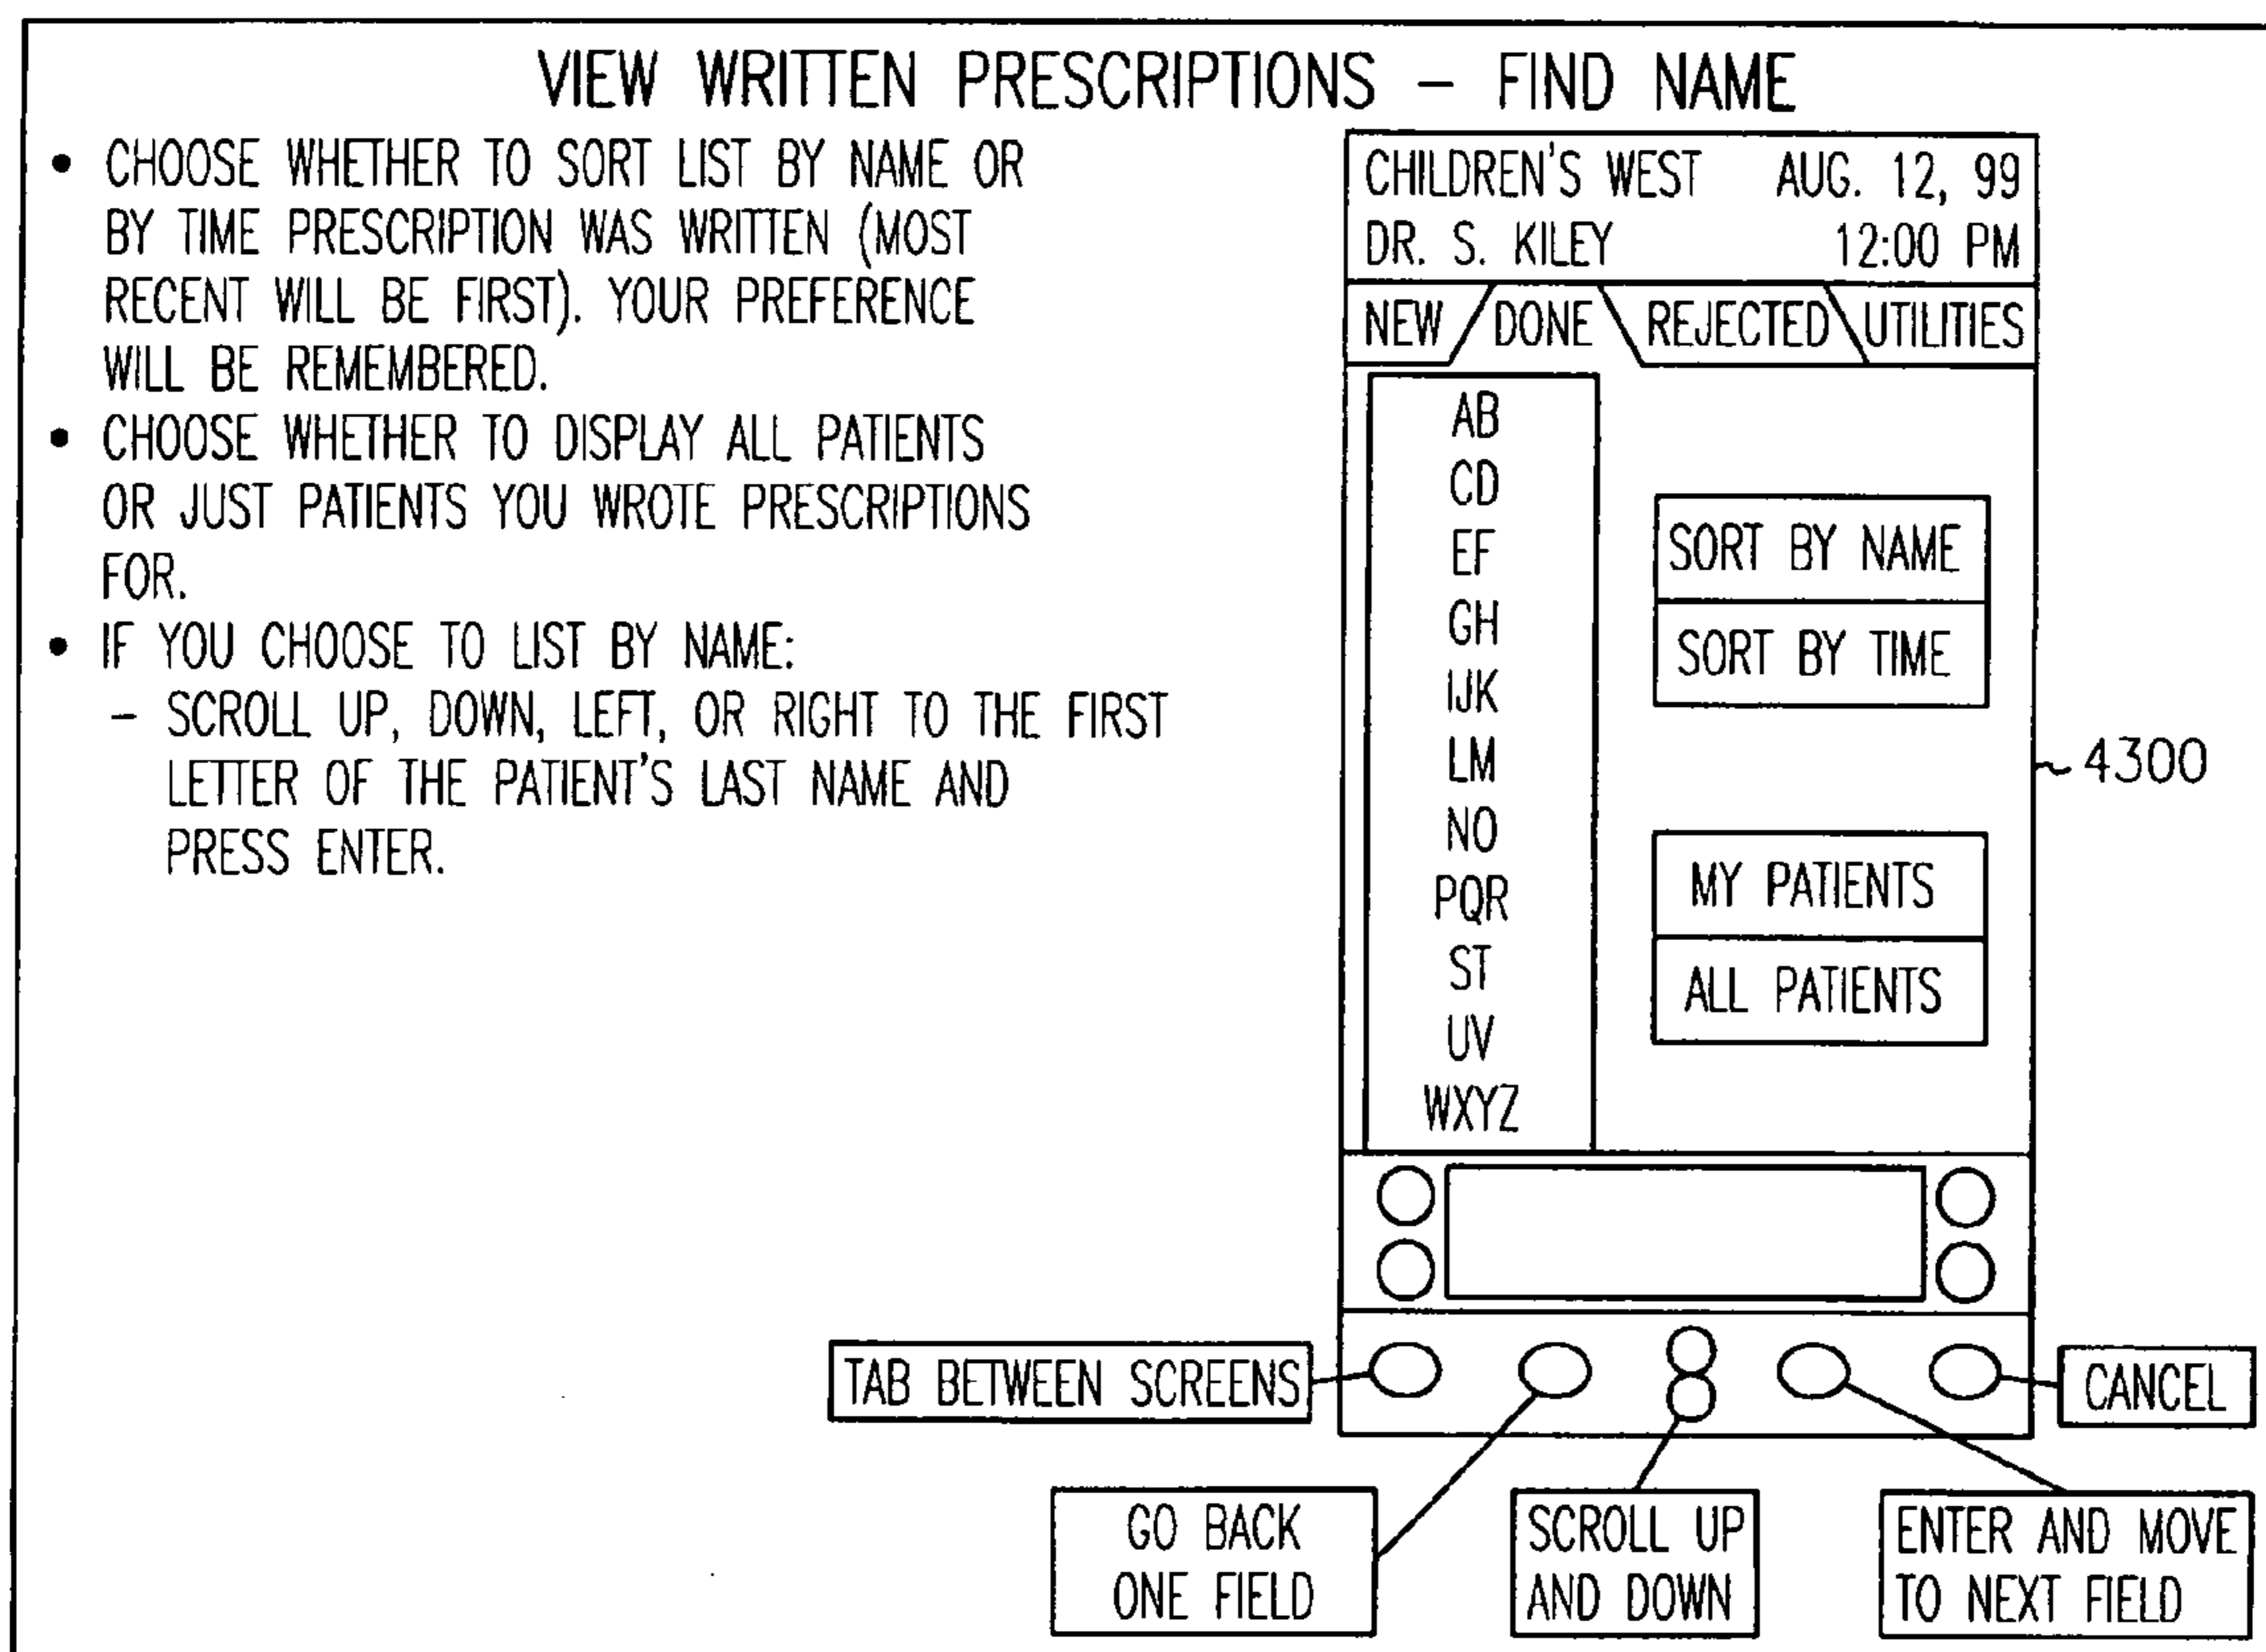 VIEW WRITTEN PRESCRIPTIONS – FIND NAME
• CHOOSE WHETHER TO SORT LIST BY NAME OR
BY TIME PRESCRIPTION WAS WRITTEN (MOST
RECENT WILL BE FIRST). YOUR PREFERENCE
WILL BE REMEMBERED.
• CHOOSE WHETHER TO DISPLAY ALL PATIENTS
OR JUST PATIENTS YOU WROTE PRESCRIPTIONS
FOR.
• IF YOU CHOOSE TO LIST BY NAME:
– SCROLL UP, DOWN, LEFT, OR RIGHT TO THE FIRST
LETTER OF THE PATIENT'S LAST NAME AND
PRESS ENTER.
CHILDREN'S WEST AUG. 12, 99
DR. S. KILEY 12:00 PM
NEW DONE REJECTED UTILITIES
AB
CD
EF
GH
IJK
LM
NO
PQR
ST
UV
WXYZ
SORT BY NAME
SORT BY TIME
MY PATIENTS
ALL PATIENTS
4300
TAB BETWEEN SCREENS
CANCEL
GO BACK
ONE FIELD
SCROLL UP
AND DOWN
ENTER AND MOVE
TO NEXT FIELD